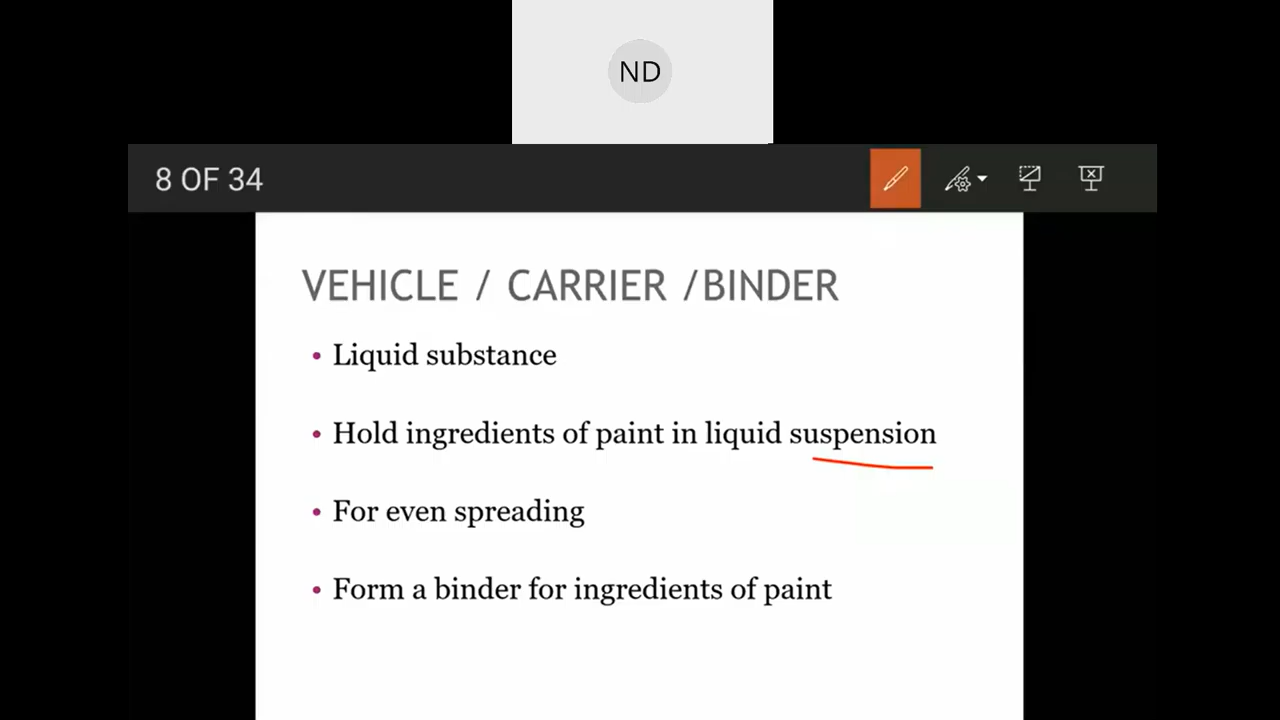 ND
8 OF 34
VEHICLE / CARRIER /BINDER
• Liquid substance
• Hold ingredients of paint in liquid suspension
• For even spreading
• Form a binder for ingredients of paint